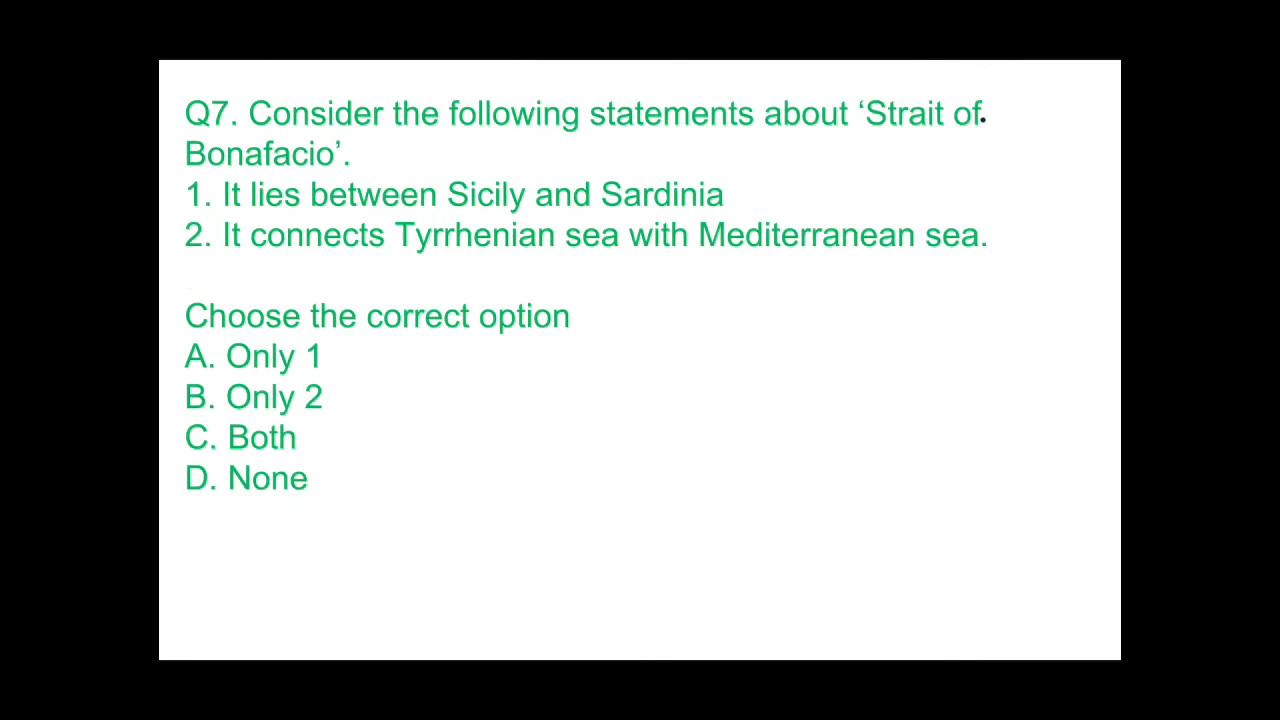 Q7. Consider the following statements about ‘Strait of
Bonafacio’.
1. It lies between Sicily and Sardinia
2. It connects Tyrrhenian sea with Mediterranean sea.
Choose the correct option
A. Only 1
B. Only 2
C. Both
D. None